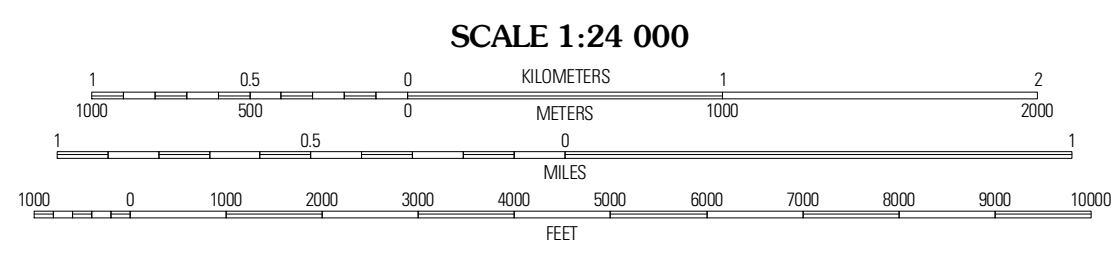 SCALE 1:24 000
1 0.5 0 KILOMETERS 1 2
1000 500 0 METERS 1000 2000
1 0.5 0 1
MILES
1000 0 1000 2000 3000 4000 5000 6000 7000 8000 9000 10000
FEET